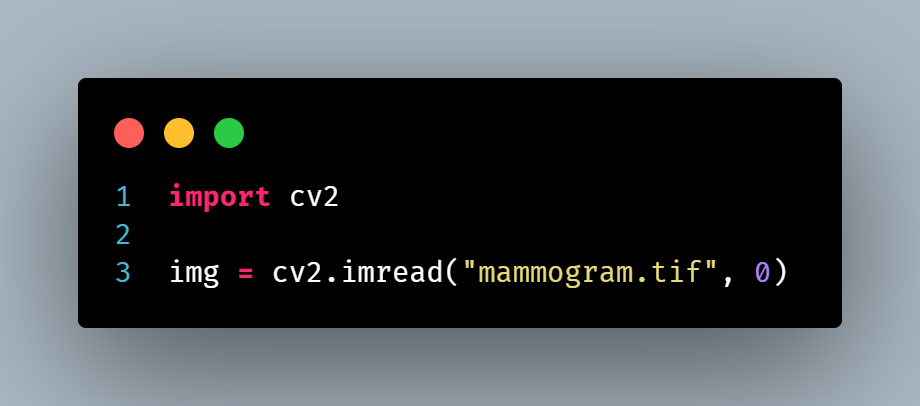 1 import cv2
2
3 img = cv2.imread("mammogram.tif", 0)